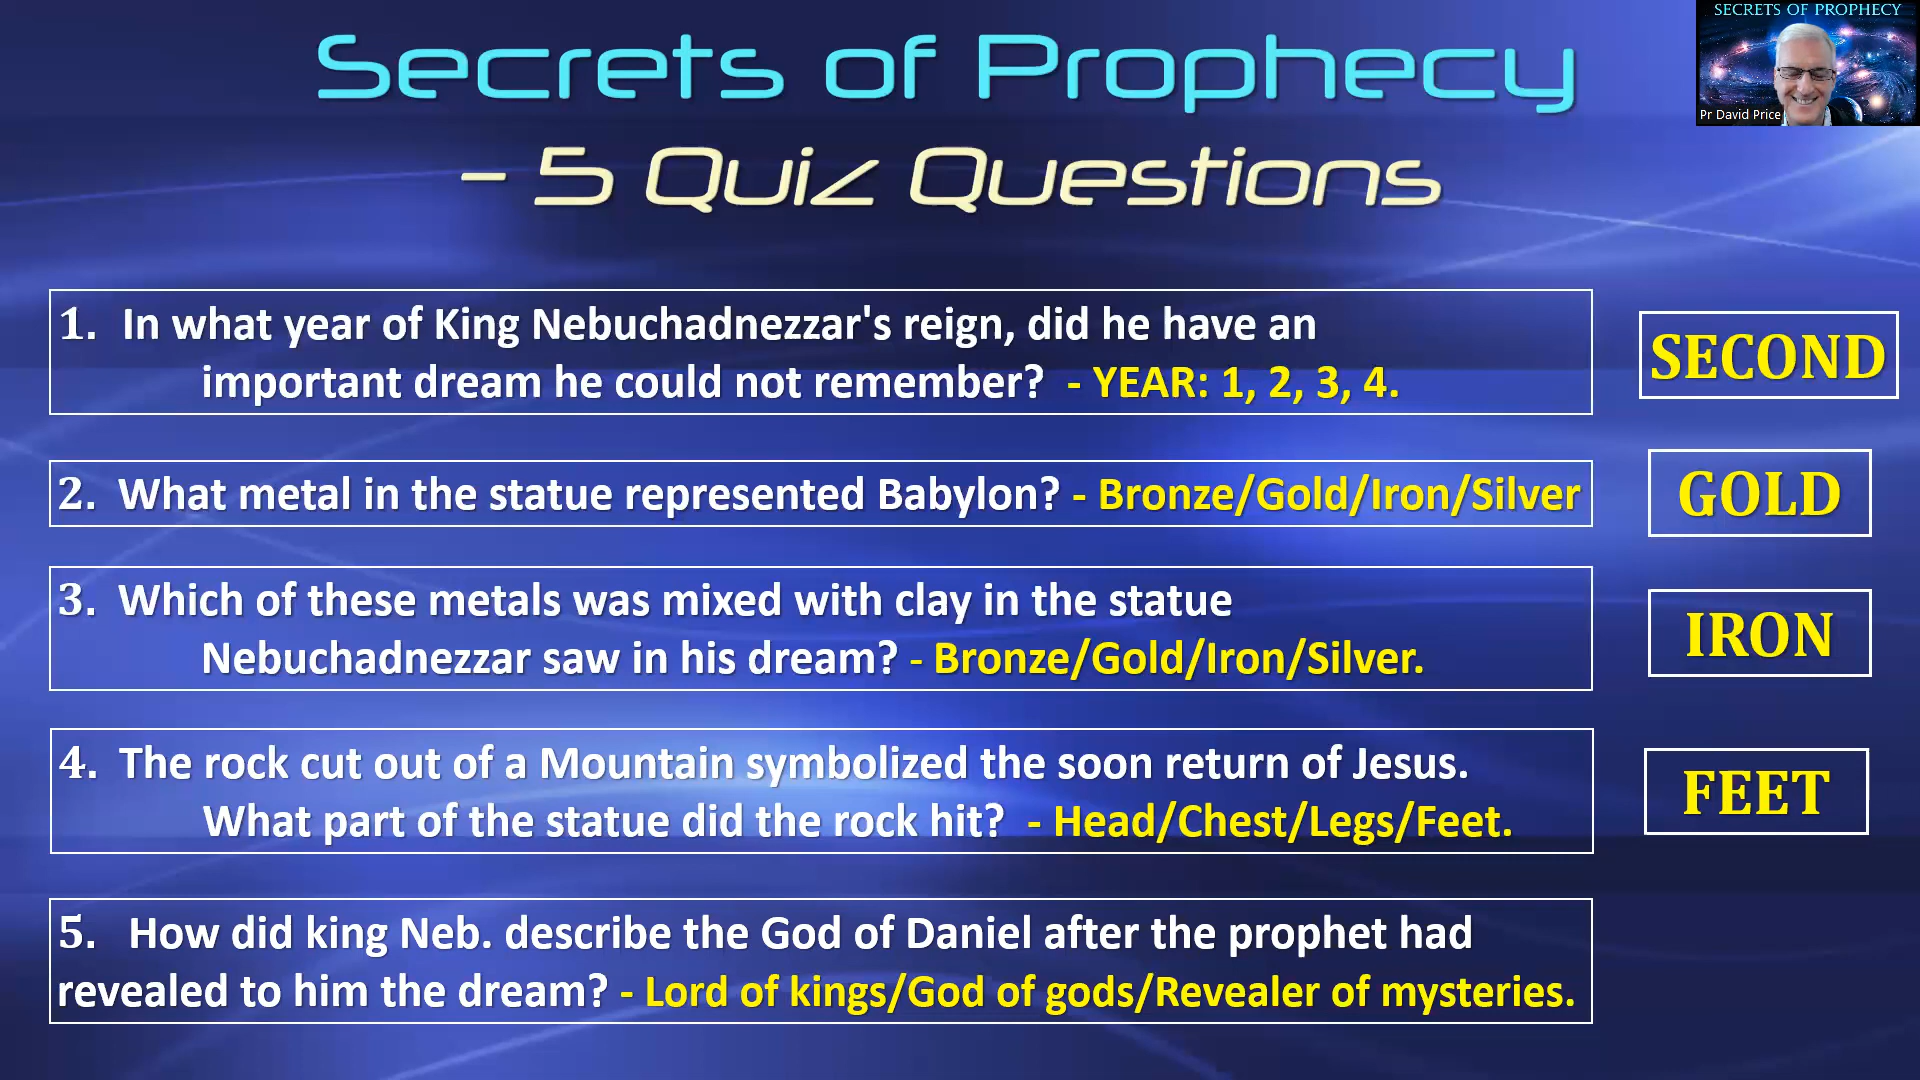 Secrets of Prophecy
- 5 Quiz Questions
SECRETS OF PROPHECY
Pr David Price
1. In what year of King Nebuchadnezzar's reign, did he have an
important dream he could not remember? - YEAR: 1, 2, 3, 4.
SECOND
2. What metal in the statue represented Babylon? - Bronze/Gold/Iron/Silver
GOLD
3. Which of these metals was mixed with clay in the statue
Nebuchadnezzar saw in his dream? - Bronze/Gold/Iron/Silver.
IRON
4. The rock cut out of a Mountain symbolized the soon return of Jesus.
What part of the statue did the rock hit? - Head/Chest/Legs/Feet.
FEET
5. How did king Neb. describe the God of Daniel after the prophet had
revealed to him the dream? - Lord of kings/God of gods/Revealer of mysteries.